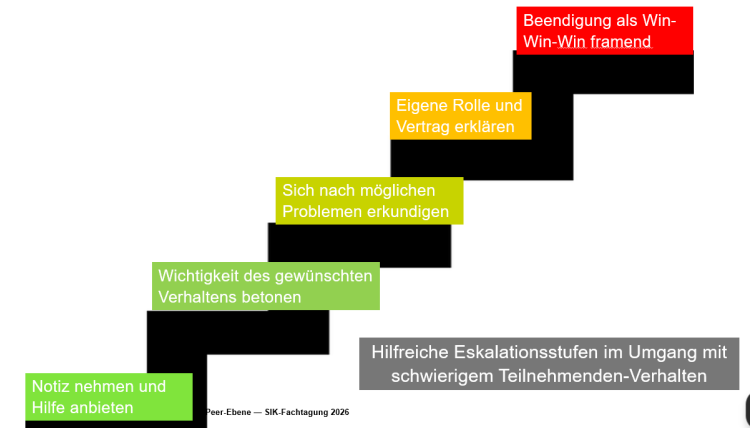 Beendigung als Win-
Win-Win framend
Eigene Rolle und
Vertrag erklären
Sich nach möglichen
Problemen erkundigen
Wichtigkeit des gewünschten
Verhaltens betonen
Hilfreiche Eskalationsstufen im Umgang mit
schwierigem Teilnehmenden-Verhalten
Notiz nehmen und
Hilfe anbieten
Peer-Ebene — SIK-Fachtagung 2026